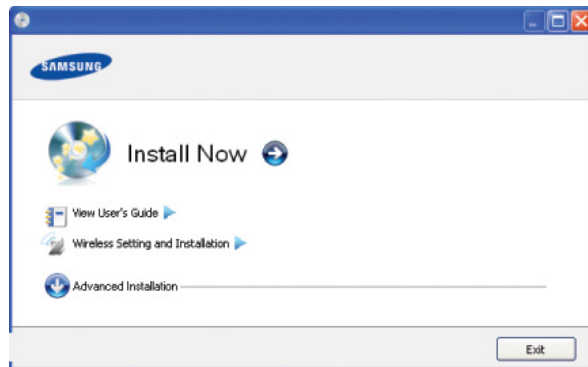 SAMSUNG
Install Now
View User's Guide
Wireless Setting and Installation
Advanced Installation
Exit